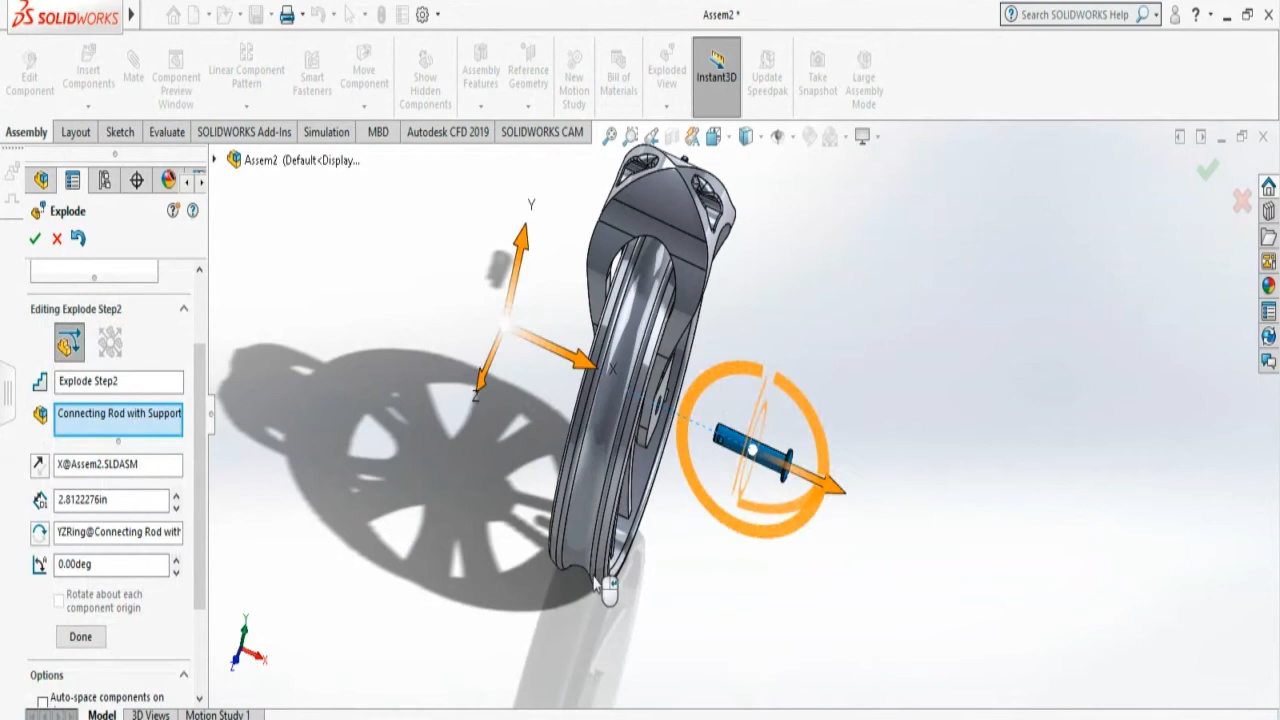 SOLIDWORKS
Assem2 *
Search SOLIDWORKS Help
?
Edit Component
Insert Components
Mate
Component Preview Window
Linear Component Pattern
Smart Fasteners
Move Component
Show Hidden Components
Assembly Features
Reference Geometry
New Motion Study
Bill of Materials
Exploded View
Instant3D
Update Speedpak
Take Snapshot
Large Assembly Mode
Assembly
Layout
Sketch
Evaluate
SOLIDWORKS Add-Ins
Simulation
MBD
Autodesk CFD 2019
SOLIDWORKS CAM
Assem2 (Default<Display...
Explode
Editing Explode Step2
Explode Step2
Connecting Rod with Support
X@Assem2.SLDASM
2.8122276in
YZRing@Connecting Rod with
0.00deg
Rotate about each
component origin
Done
Options
Auto-space components on
Y
X
Z
Y
X
Z
Model
3D Views
Motion Study 1